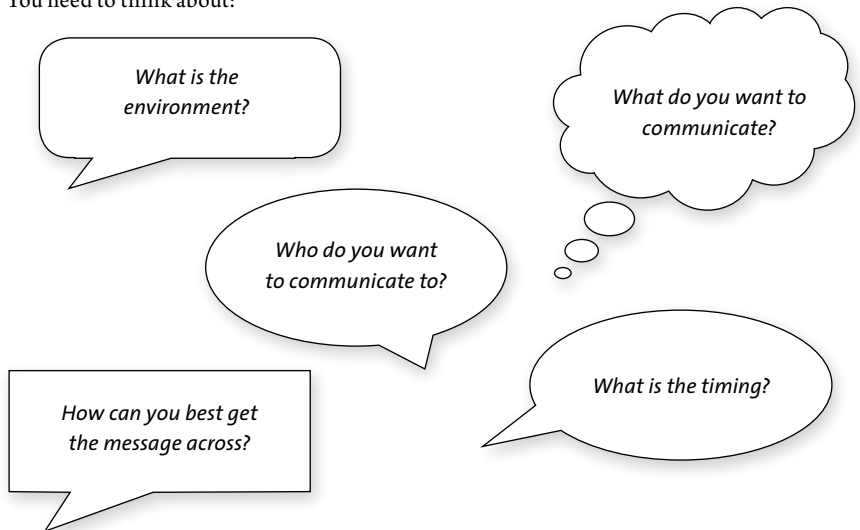 You need to think about:
What is the
environment?
What do you want to
communicate?
Who do you want
to communicate to?
What is the timing?
How can you best get
the message across?